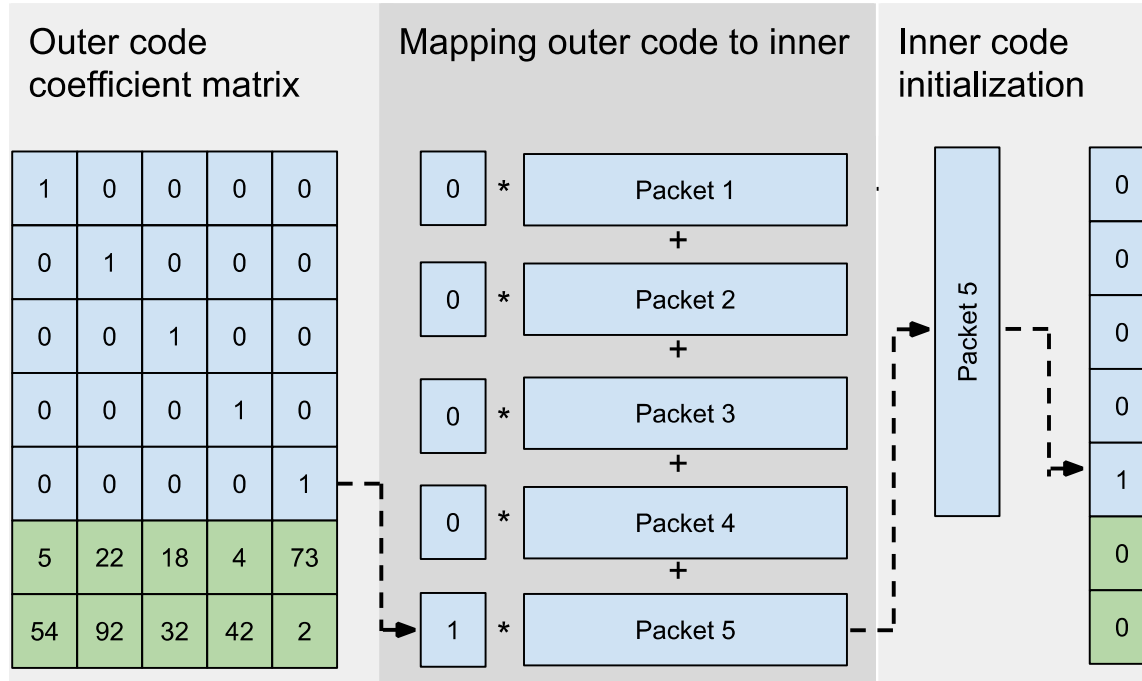 Outer code
coefficient matrix
1 0 0 0 0
0 1 0 0 0
0 0 1 0 0
0 0 0 1 0
0 0 0 0 1
5 22 18 4 73
54 92 32 42 2
Mapping outer code to inner
0 * Packet 1
+
0 * Packet 2
+
0 * Packet 3
+
0 * Packet 4
+
1 * Packet 5
Inner code
initialization
Packet 5
0
0
0
0
1
0
0